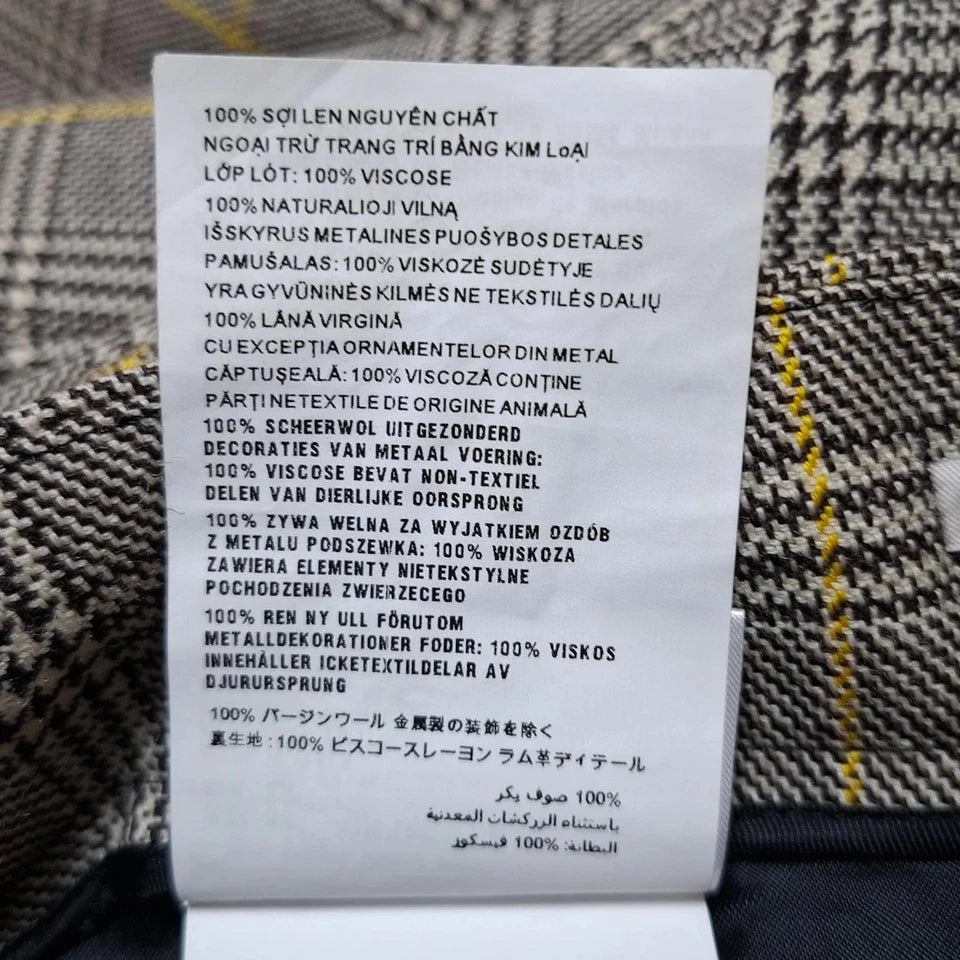 100% SỢI LEN NGUYÊN CHẤT
NGOẠI TRỪ TRANG TRÍ BẰNG KIM LoẠI
LỚP LÓT: 100% VISCOSE
100% NATURALIOJI VILNĄ
IŠSKYRUS METALINES PUOŠYBOS DETALES
PAMUŠALAS: 100% VISKOZĖ SUDĖTYJE
YRA GYVŪNINĖS KILMĖS NE TEKSTILĖS DALIŲ
100% LÂNĂ VIRGINĂ
CU EXCEPȚIA ORNAMENTELOR DIN METAL
CĂPTUȘEALĂ: 100% VISCOZĂ CONȚINE
PĂRȚI NETEXTILE DE ORIGINE ANIMALĂ
100% SCHEERWOL UITGEZONDERD
DECORATIES VAN METAAL VOERING:
100% VISCOSE BEVAT NON-TEXTIEL
DELEN VAN DIERLIJKE OORSPRONG
100% ZYWA WELNA ZA WYJATKIEM OZDÓB
Z METALU PODSZEWKA: 100% WISKOZA
ZAWIERA ELEMENTY NIETEKSTYLNE
POCHODZENIA ZWIERZECEGO
100% REN NY ULL FÖRUTOM
METALLDEKORATIONER FODER: 100% VISKOS
INNEHÅLLER ICKETEXTILDELAR AV
DJURURSPRUNG
100% バージンウール 金属製の装飾を除く
裏生地 : 100% ビスコースレーヨン ラム革ディテール
100% صوف بكر
باستثناء الزركشات المعدنية
البطانة: 100% فيسكوز